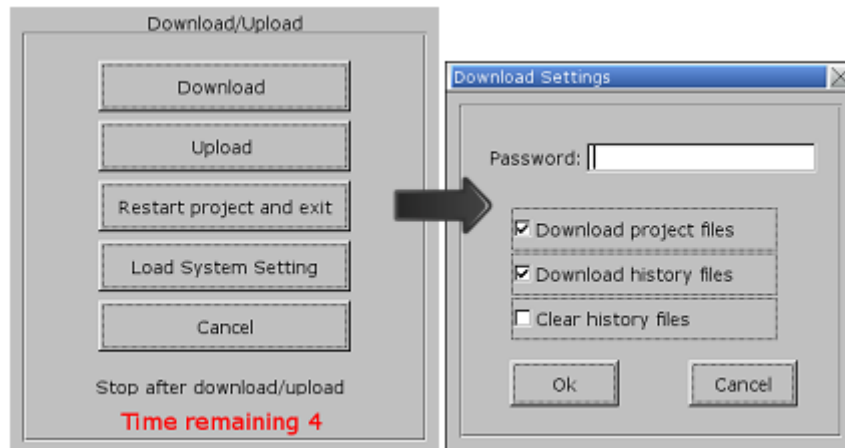 Download/Upload
Download
Upload
Restart project and exit
Load System Setting
Cancel
Stop after download/upload
Time remaining 4
Download Settings
Password:
Download project files
Download history files
Clear history files
Ok
Cancel